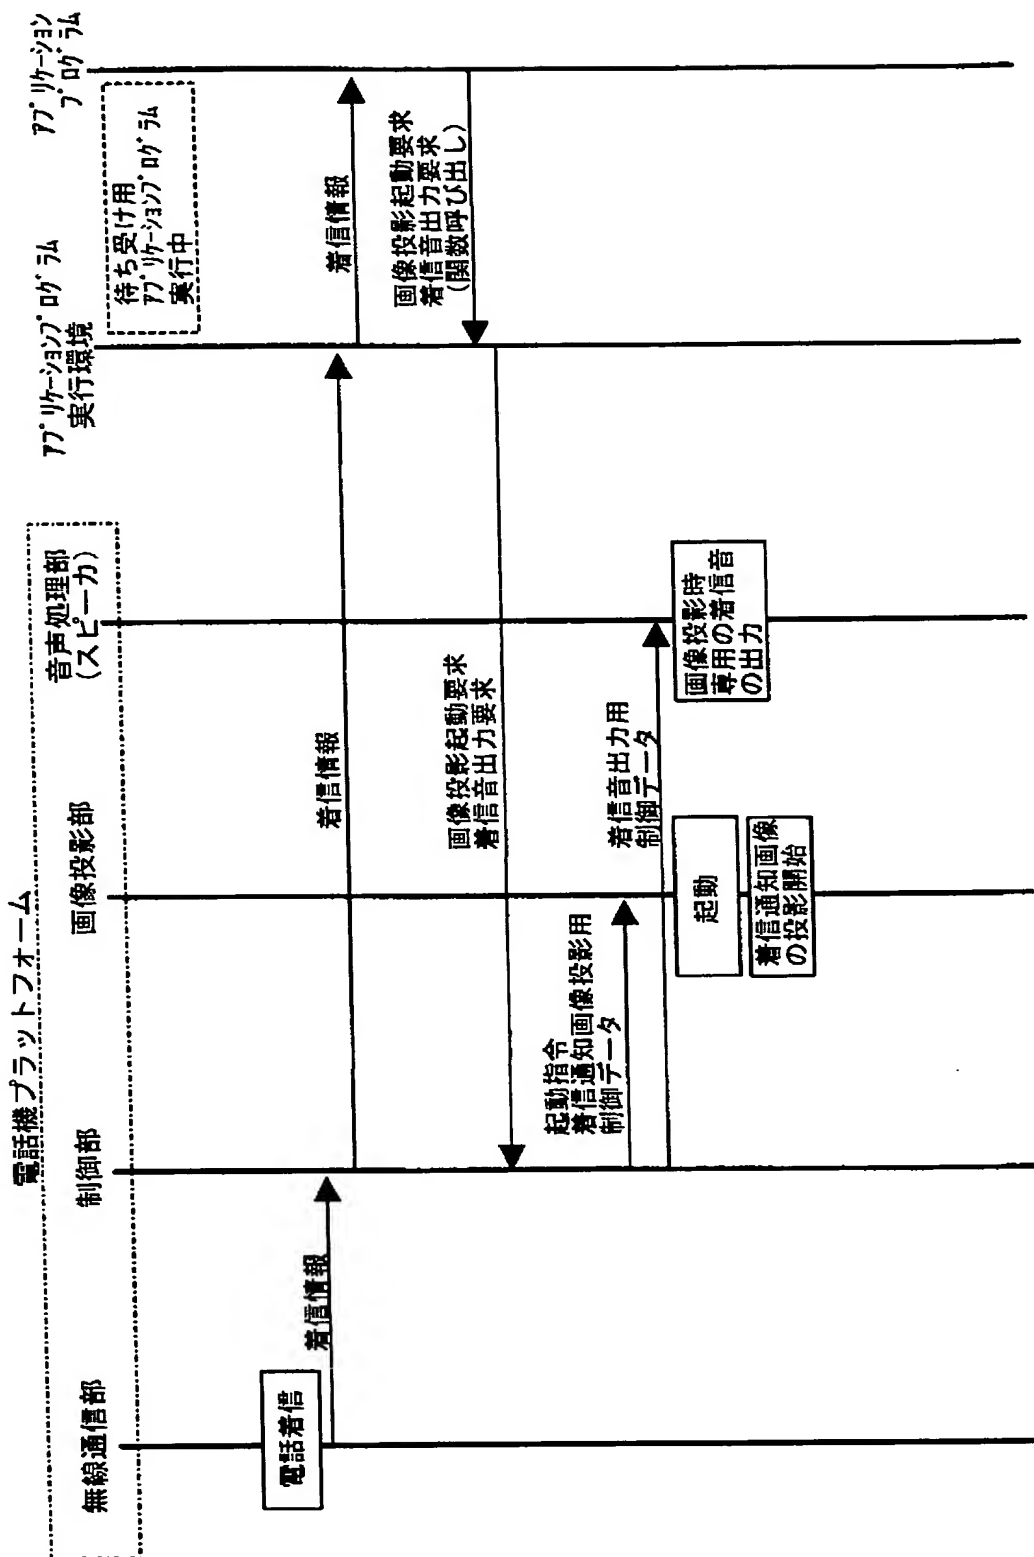 電話機プラットフォーム
無線通信部
制御部
画像投影部
音声処理部
(スピーカ)
アプリケーションプログラム
実行環境
アプリケーション
プログラム
待ち受け用
アプリケーションプログラム
実行中
電話着信
着信情報
着信情報
着信情報
画像投影起動要求
着信音出力要求
(関数呼び出し)
画像投影起動要求
着信音出力要求
起動指令
着信通知画像投影用
制御データ
着信音出力用
制御データ
起動
着信通知画像
の投影開始
画像投影時
専用の着信音
の出力